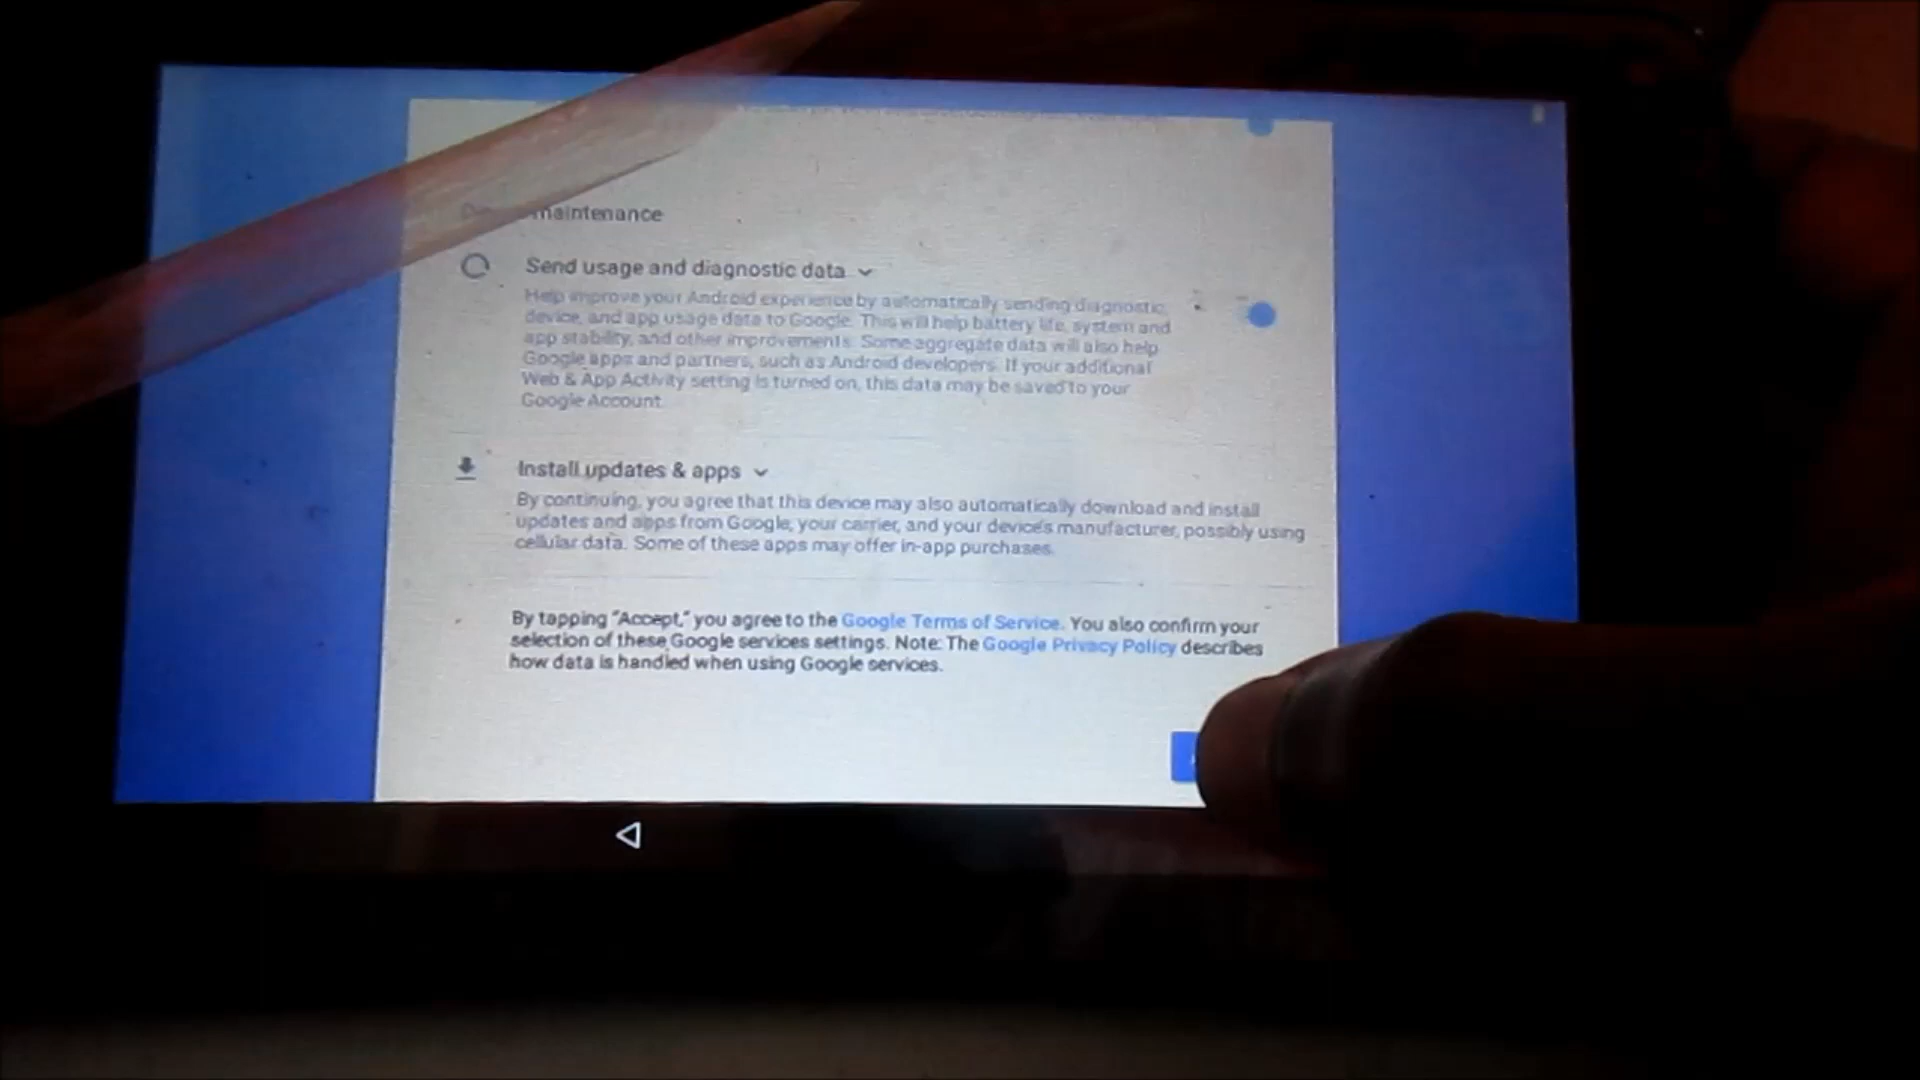 maintenance
Send usage and diagnostic data
Help improve your Android experience by automatically sending diagnostic,
device, and app usage data to Google. This will help battery life, system and
app stability, and other improvements. Some aggregate data will also help
Google apps and partners, such as Android developers. If your additional
Web & App Activity setting is turned on, this data may be saved to your
Google Account.
Install updates & apps
By continuing, you agree that this device may also automatically download and install
updates and apps from Google, your carrier, and your device's manufacturer, possibly using
cellular data. Some of these apps may offer in-app purchases.
By tapping "Accept," you agree to the Google Terms of Service. You also confirm your
selection of these Google services settings. Note: The Google Privacy Policy describes
how data is handled when using Google services.